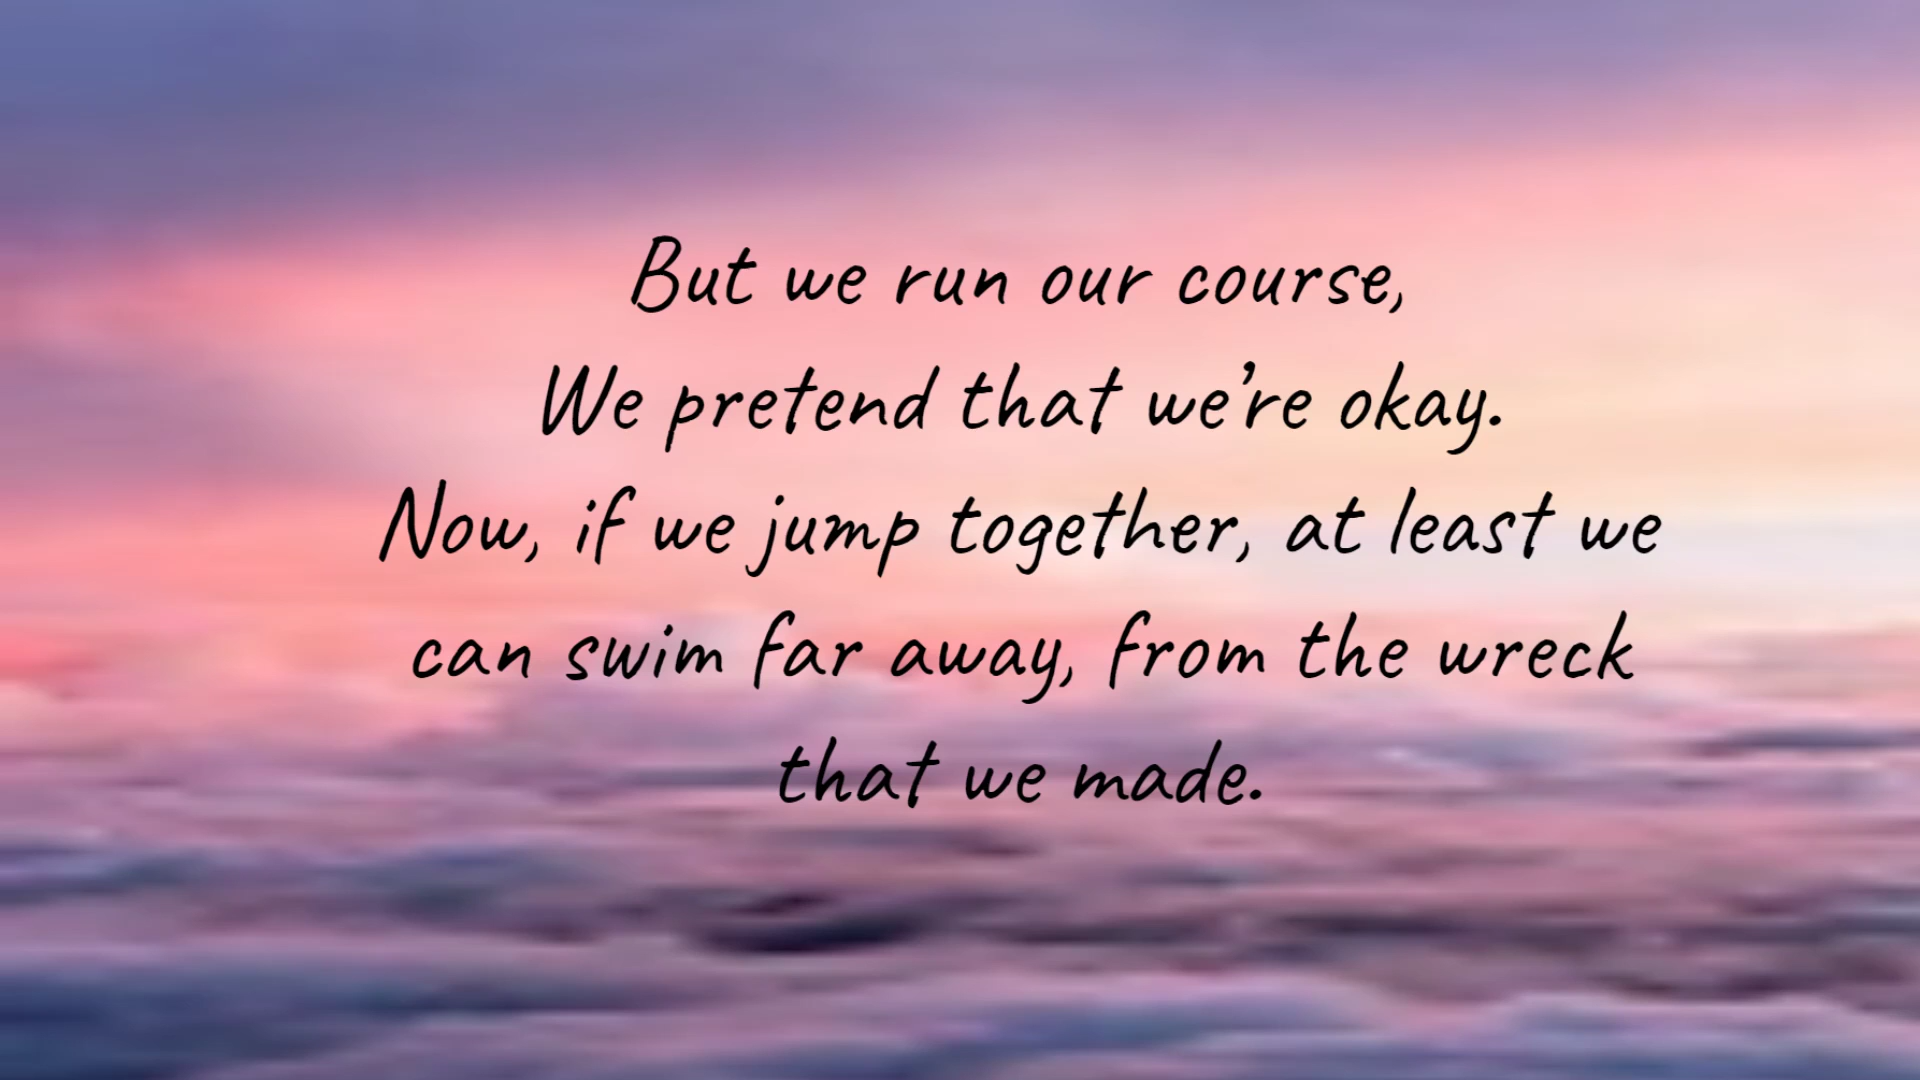 But we run our course,
We pretend that we’re okay.
Now, if we jump together, at least we
can swim far away, from the wreck
that we made.